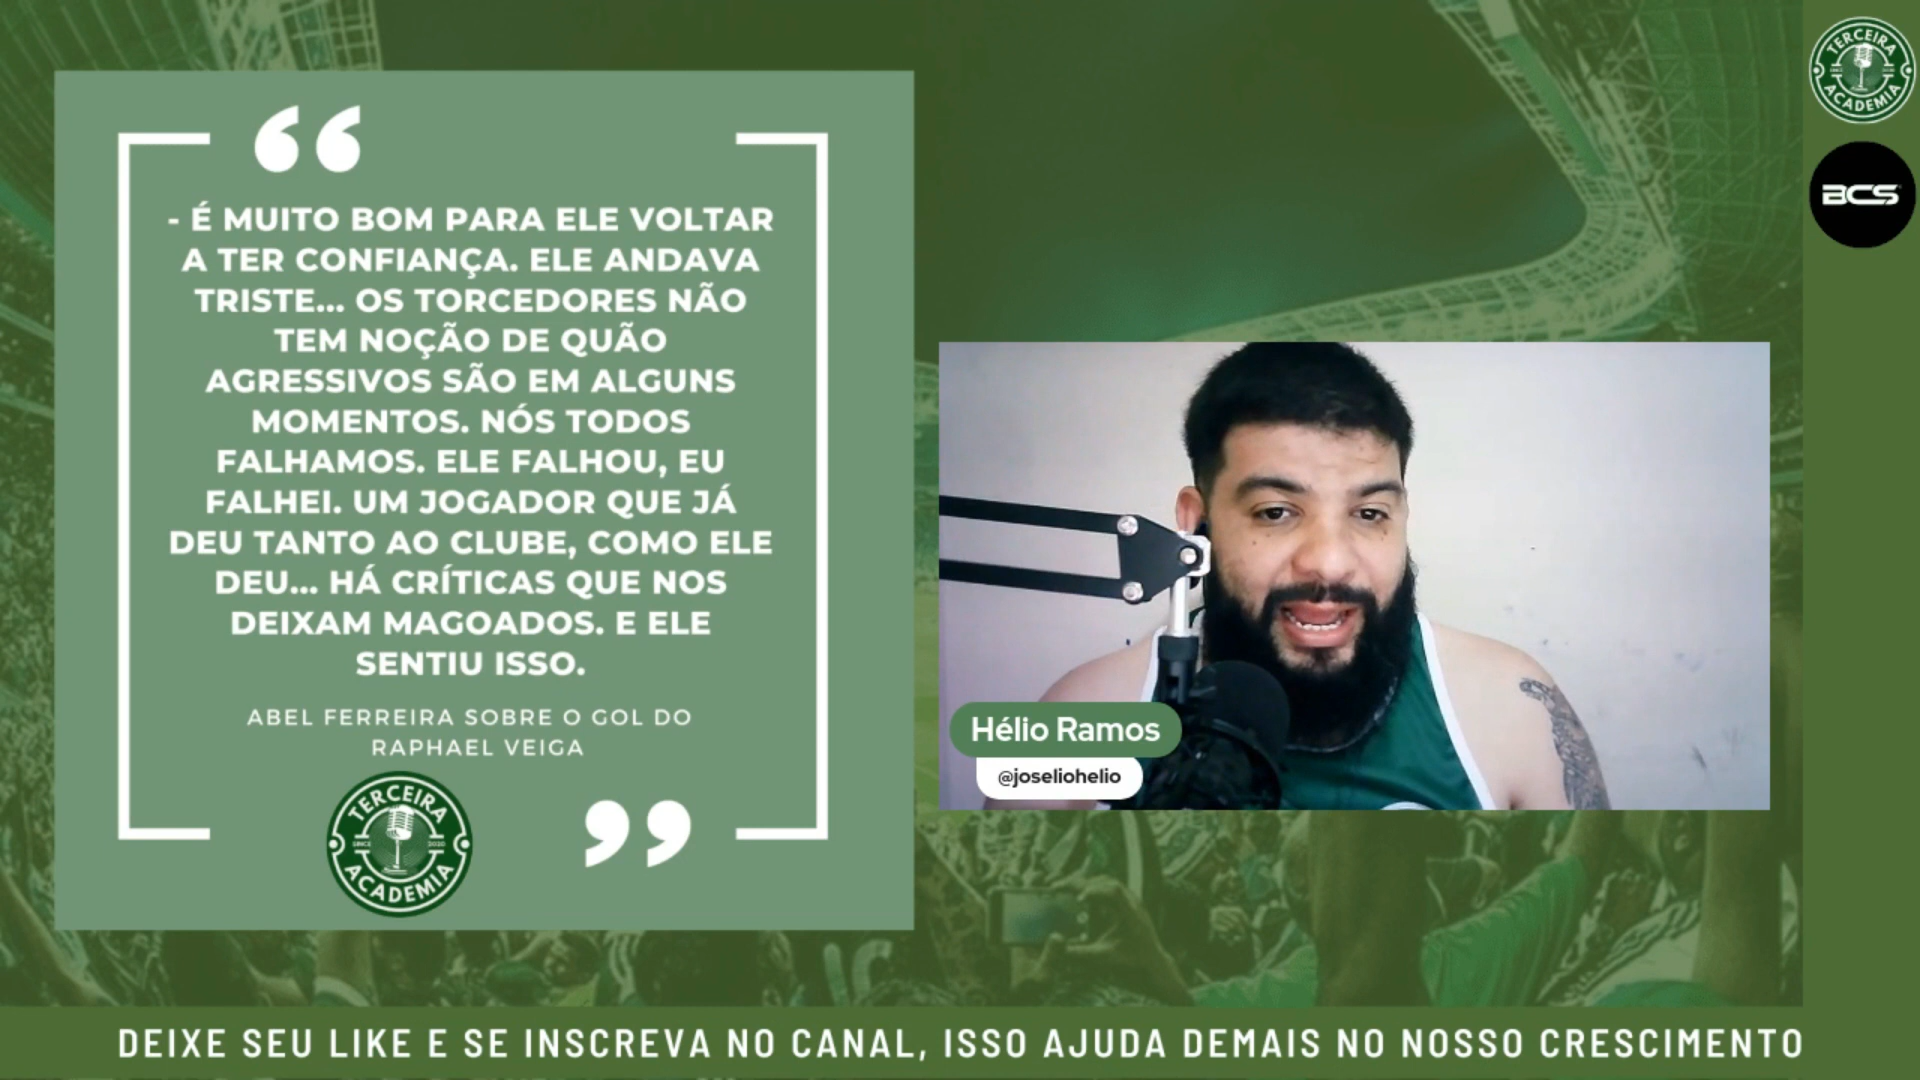 - É MUITO BOM PARA ELE VOLTAR
A TER CONFIANÇA. ELE ANDAVA
TRISTE... OS TORCEDORES NÃO
TEM NOÇÃO DE QUÃO
AGRESSIVOS SÃO EM ALGUNS
MOMENTOS. NÓS TODOS
FALHAMOS. ELE FALHOU, EU
FALHEI. UM JOGADOR QUE JÁ
DEU TANTO AO CLUBE, COMO ELE
DEU... HÁ CRÍTICAS QUE NOS
DEIXAM MAGOADOS. E ELE
SENTIU ISSO.
ABEL FERREIRA SOBRE O GOL DO
RAPHAEL VEIGA
TERCEIRA
SINCE 2020
ACADEMIA
Hélio Ramos
@joseliohelio
TERCEIRA
ACADEMIA
BCS
DEIXE SEU LIKE E SE INSCREVA NO CANAL, ISSO AJUDA DEMAIS NO NOSSO CRESCIMENTO